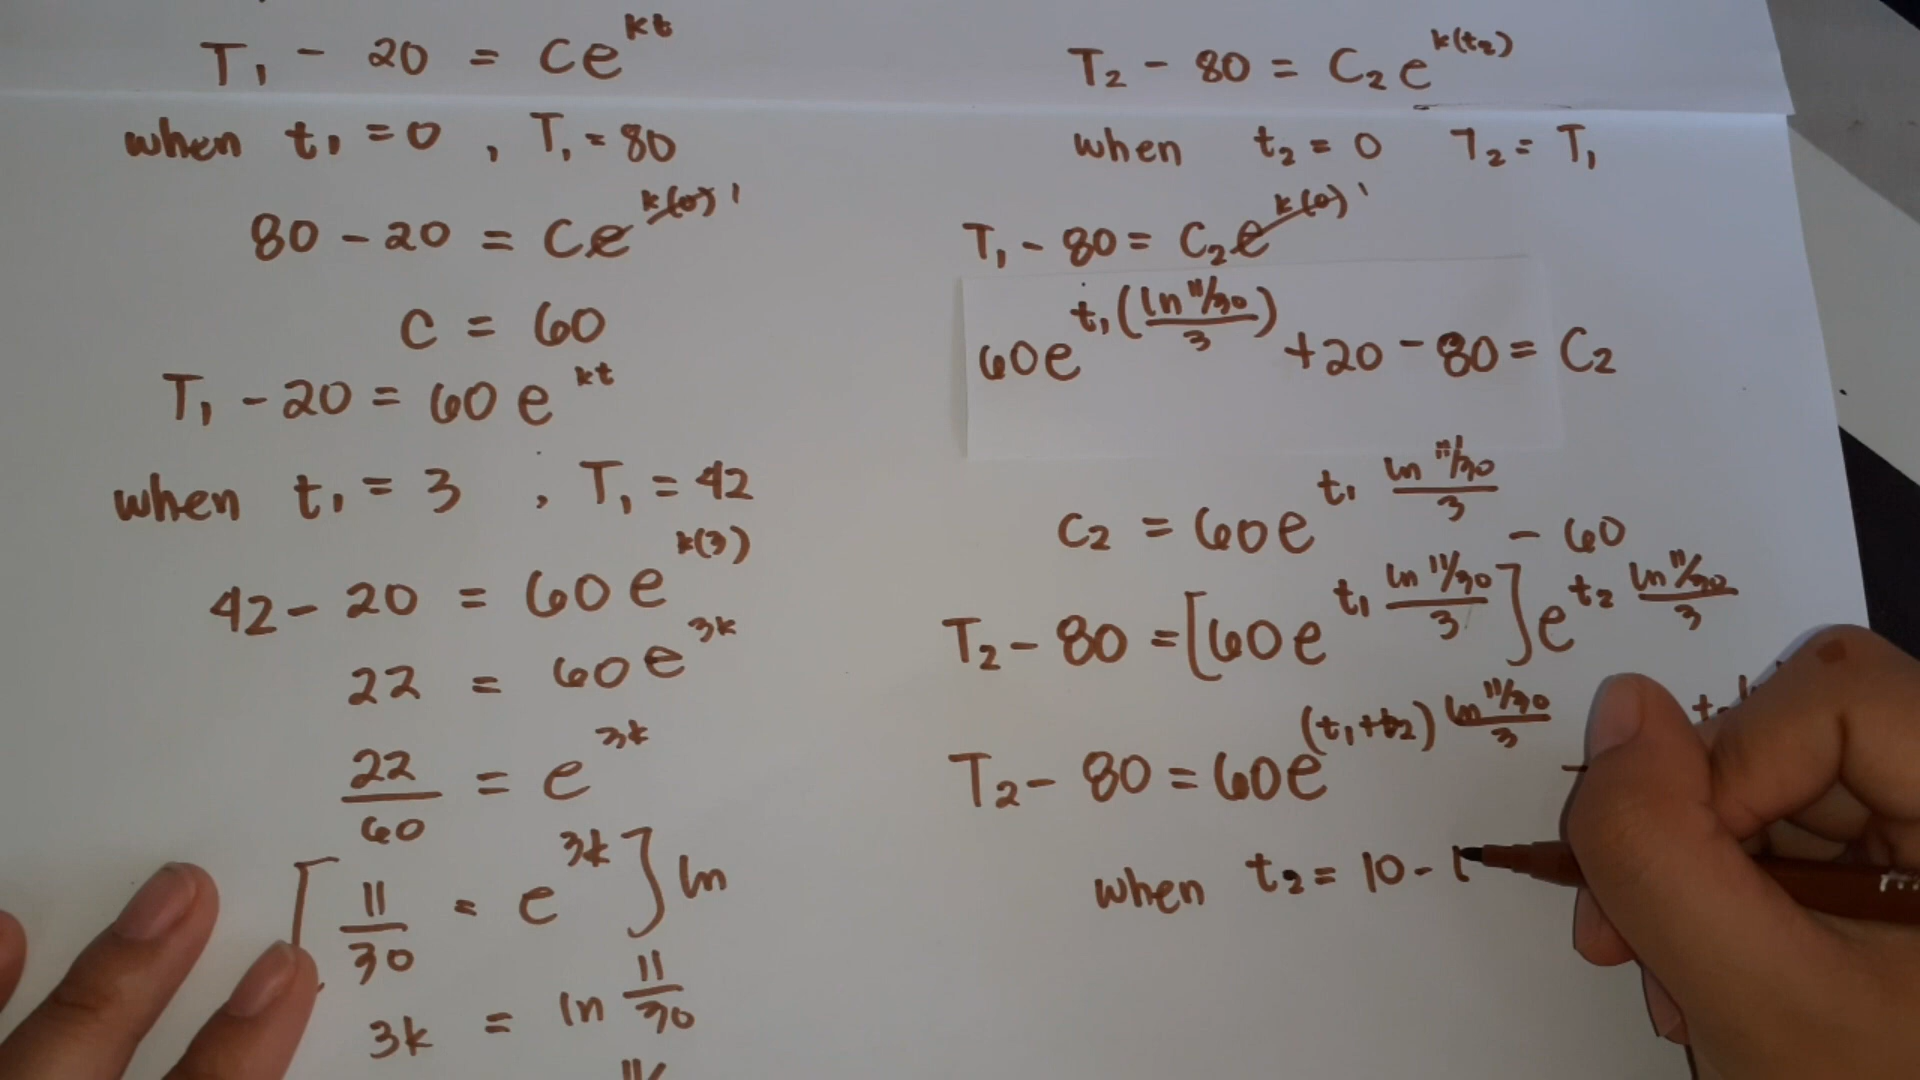 T₁ - 20 = Ce^kt
when t₁ = 0 , T₁ = 80
80 - 20 = Ce^k(0) 1
C = 60
T₁ - 20 = 60 e^kt
when t₁ = 3 , T₁ = 42
42 - 20 = 60 e^k(3)
22 = 60 e^3k
22/60 = e^3k
[ 11/30 = e^3k ] ln
3k = ln 11/30
T₂ - 80 = C₂ e^k(t₂)
when t₂ = 0 T₂ = T₁
T₁ - 80 = C₂ e^k(0) 1
60e^t₁(ln 11/30 / 3) + 20 - 80 = C₂
C₂ = 60e^t₁ ln 11/30 / 3 - 60
T₂ - 80 = [60e^t₁ ln 11/30 / 3] e^t₂ ln 11/30 / 3
T₂ - 80 = 60e^(t₁+t₂) ln 11/30 / 3 -
when t₂ = 10 -